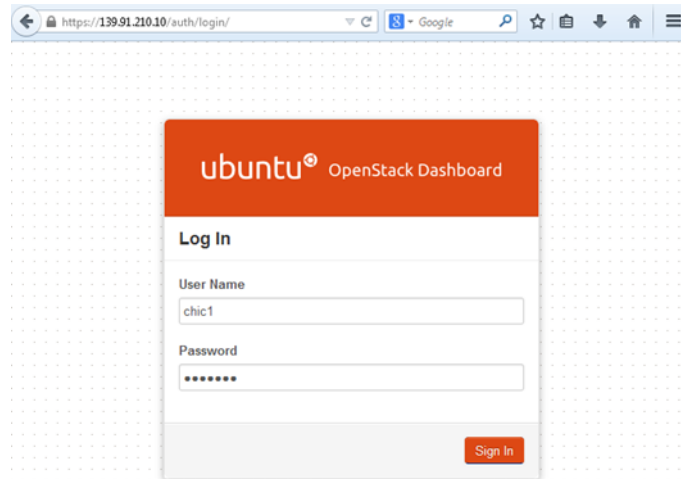 https://139.91.210.10/auth/login/
Google
ubuntu OpenStack Dashboard
Log In
User Name
chic1
Password
•••••••
Sign In